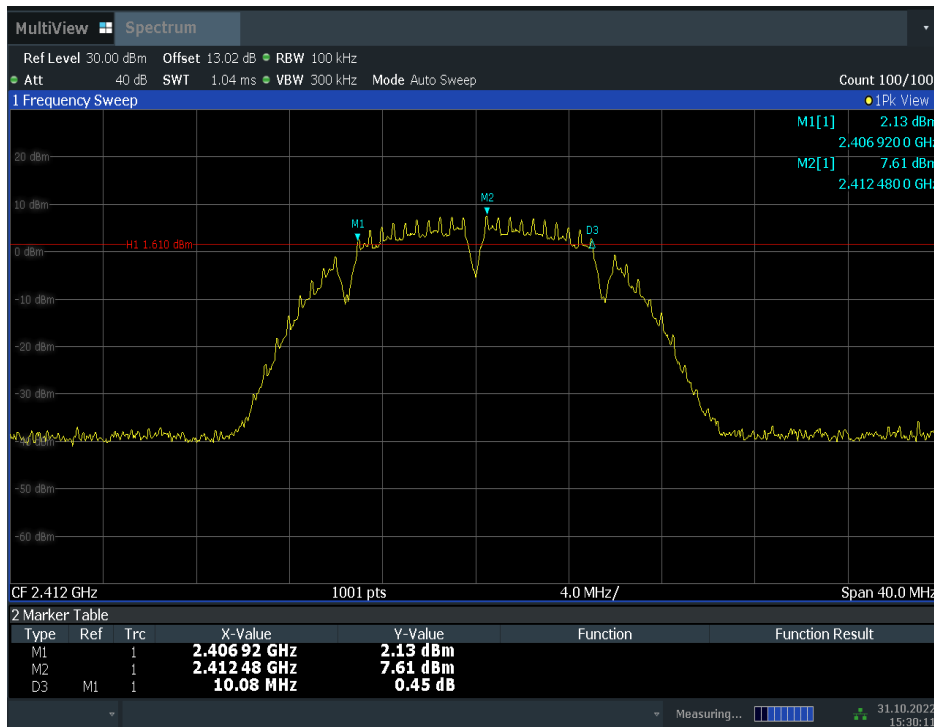 MultiView Spectrum
Ref Level 30.00 dBm Offset 13.02 dB RBW 100 kHz
Att 40 dB SWT 1.04 ms VBW 300 kHz Mode Auto Sweep Count 100/100
1 Frequency Sweep 1Pk View
M1[1] 2.13 dBm
2.406 920 0 GHz
20 dBm
M2[1] 7.61 dBm
2.412 480 0 GHz
M2
10 dBm
M1
D3
H1 1.610 dBm
0 dBm
-10 dBm
-20 dBm
-30 dBm
-40 dBm
-50 dBm
-60 dBm
CF 2.412 GHz 1001 pts 4.0 MHz/ Span 40.0 MHz
2 Marker Table
Type Ref Trc X-Value Y-Value Function Function Result
M1 1 2.406 92 GHz 2.13 dBm
M2 1 2.412 48 GHz 7.61 dBm
D3 M1 1 10.08 MHz 0.45 dB
Measuring... 31.10.2022
15:30:11